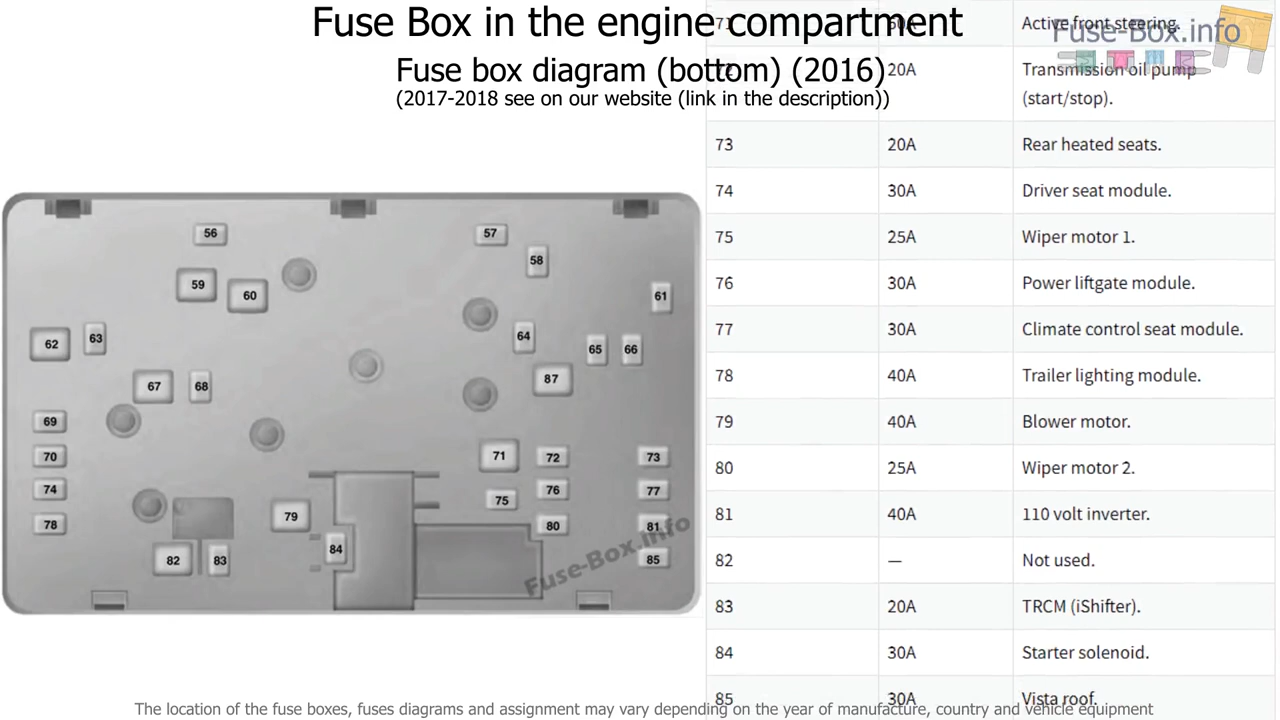 Fuse Box in the engine compartment
Fuse box diagram (bottom) (2016)
(2017-2018 see on our website (link in the description))
Fuse-Box.info
71 50A Active front steering.
72 20A Transmission oil pump
(start/stop).
73 20A Rear heated seats.
74 30A Driver seat module.
75 25A Wiper motor 1.
76 30A Power liftgate module.
77 30A Climate control seat module.
78 40A Trailer lighting module.
79 40A Blower motor.
80 25A Wiper motor 2.
81 40A 110 volt inverter.
82 — Not used.
83 20A TRCM (iShifter).
84 30A Starter solenoid.
85 30A Vista roof.
56 57
58
59 60 61
62 63 64 65 66
67 68 87
69
70 71 72 73
74 75 76 77
78 79 80 81
82 83 84 85
Fuse-Box.info
The location of the fuse boxes, fuses diagrams and assignment may vary depending on the year of manufacture, country and vehicle equipment